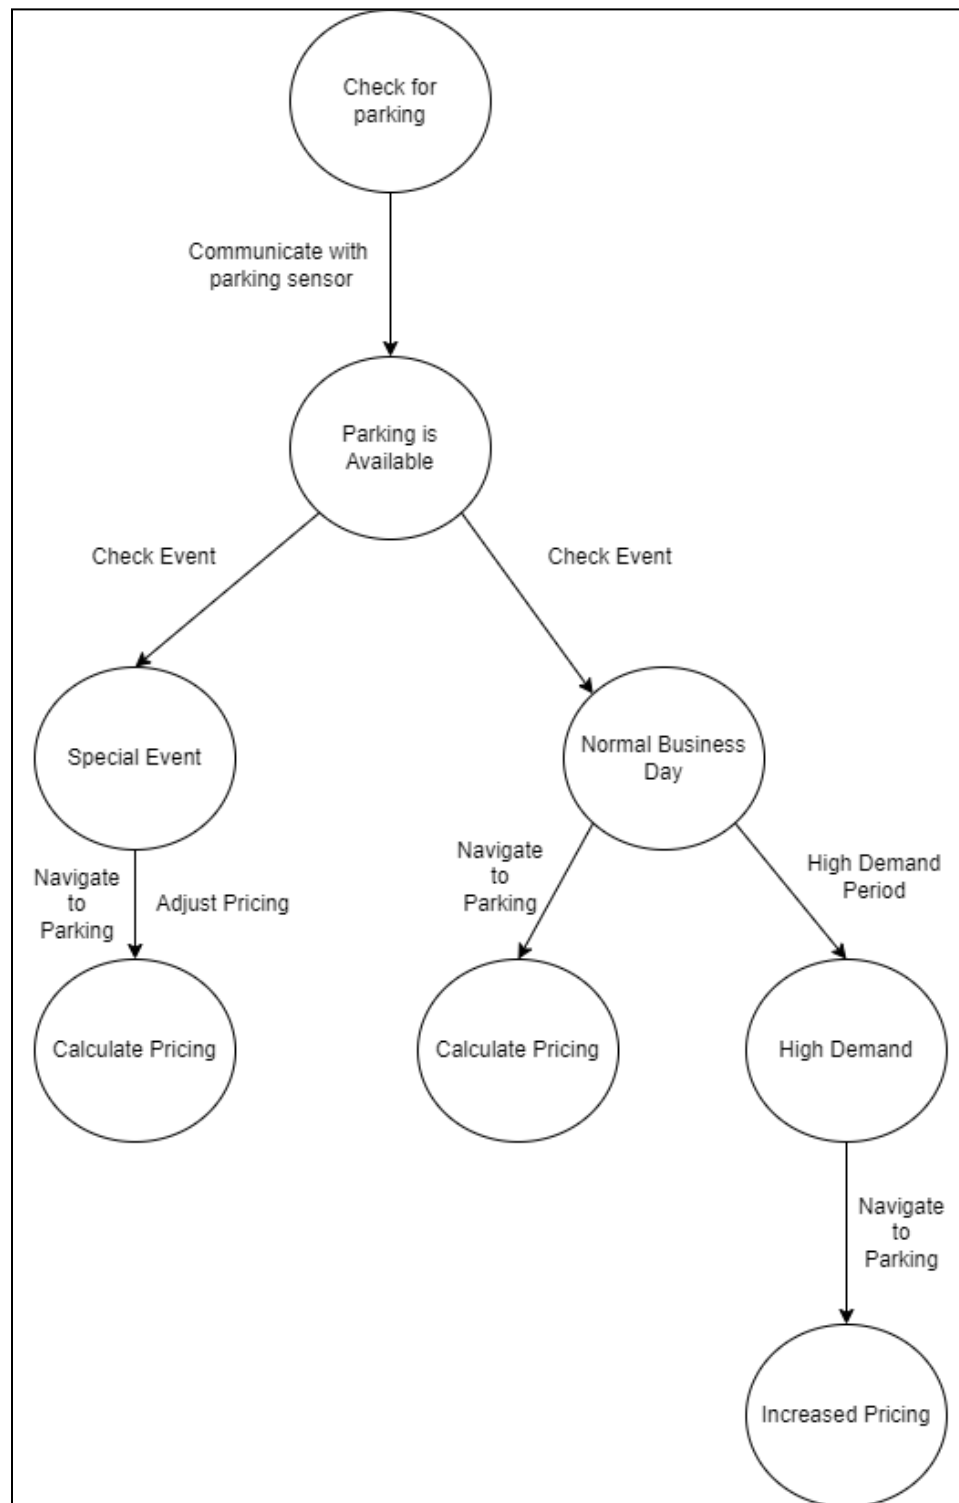 Check for
parking
Communicate with
parking sensor
Parking is
Available
Check Event
Check Event
Special Event
Normal Business
Day
Navigate
to
Parking
Adjust Pricing
Navigate
to
Parking
High Demand
Period
Calculate Pricing
Calculate Pricing
High Demand
Navigate
to
Parking
Increased Pricing